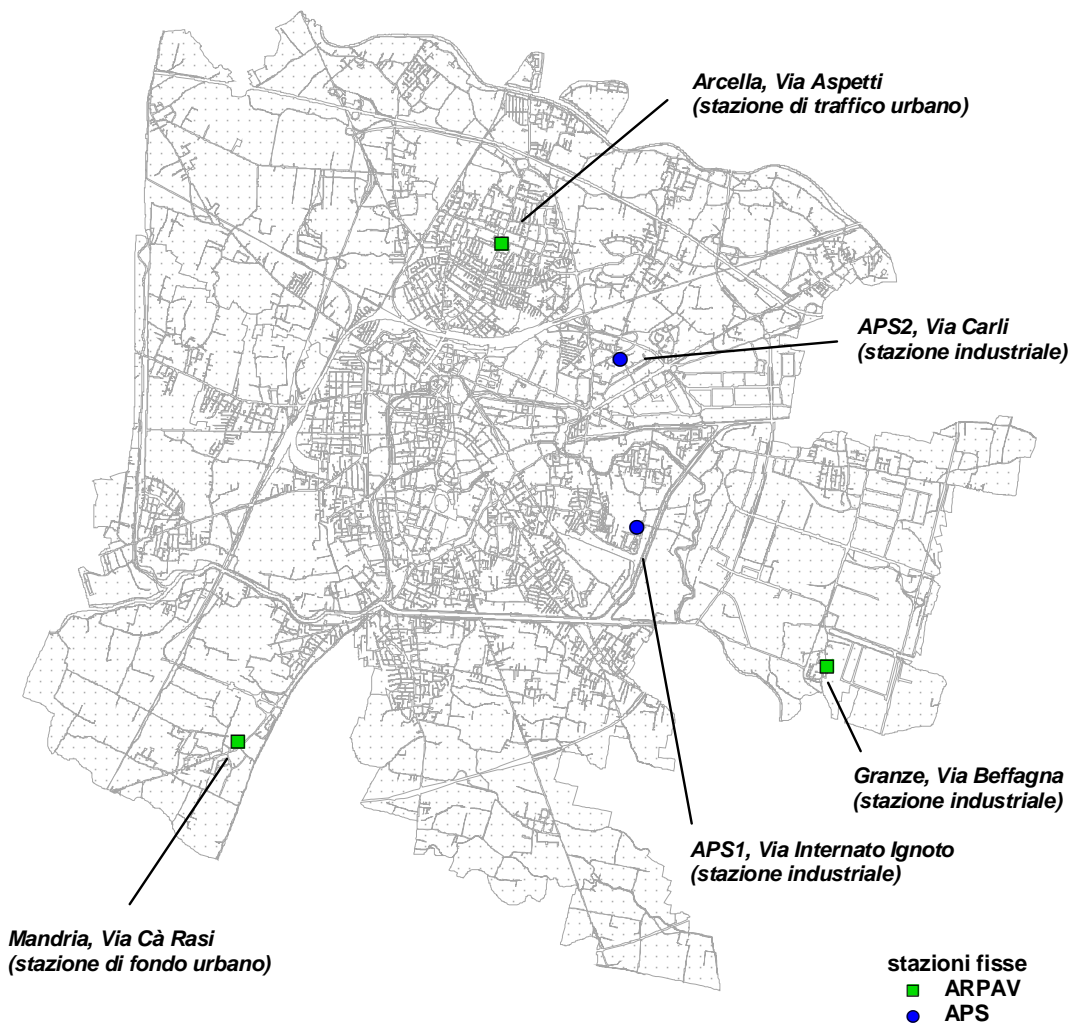 Arcella, Via Aspetti
(stazione di traffico urbano)
APS2, Via Carli
(stazione industriale)
Granze, Via Beffagna
(stazione industriale)
APS1, Via Internato Ignoto
(stazione industriale)
Mandria, Via Cà Rasi
(stazione di fondo urbano)
stazioni fisse
ARPAV
APS